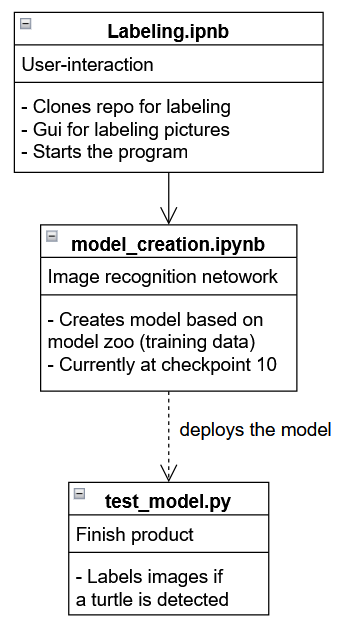 Labeling.ipnb
User-interaction
- Clones repo for labeling
- Gui for labeling pictures
- Starts the program
model_creation.ipynb
Image recognition netowork
- Creates model based on
model zoo (training data)
- Currently at checkpoint 10
deploys the model
test_model.py
Finish product
- Labels images if
a turtle is detected